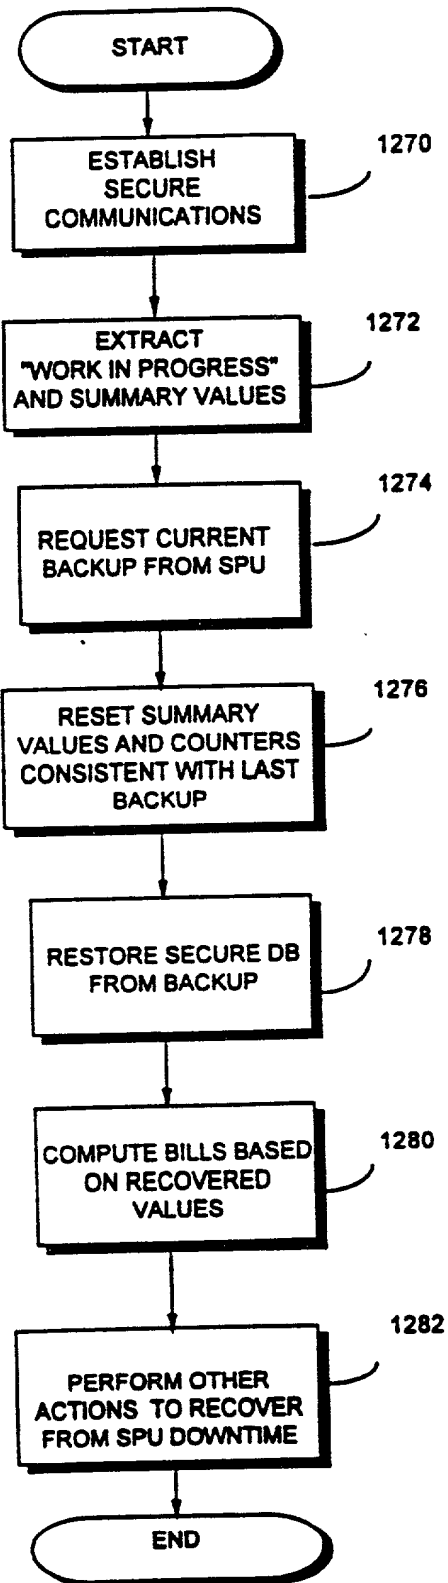 START
ESTABLISH
SECURE
COMMUNICATIONS
1270
EXTRACT
"WORK IN PROGRESS"
AND SUMMARY VALUES
1272
REQUEST CURRENT
BACKUP FROM SPU
1274
RESET SUMMARY
VALUES AND COUNTERS
CONSISTENT WITH LAST
BACKUP
1276
RESTORE SECURE DB
FROM BACKUP
1278
COMPUTE BILLS BASED
ON RECOVERED
VALUES
1280
PERFORM OTHER
ACTIONS TO RECOVER
FROM SPU DOWNTIME
1282
END